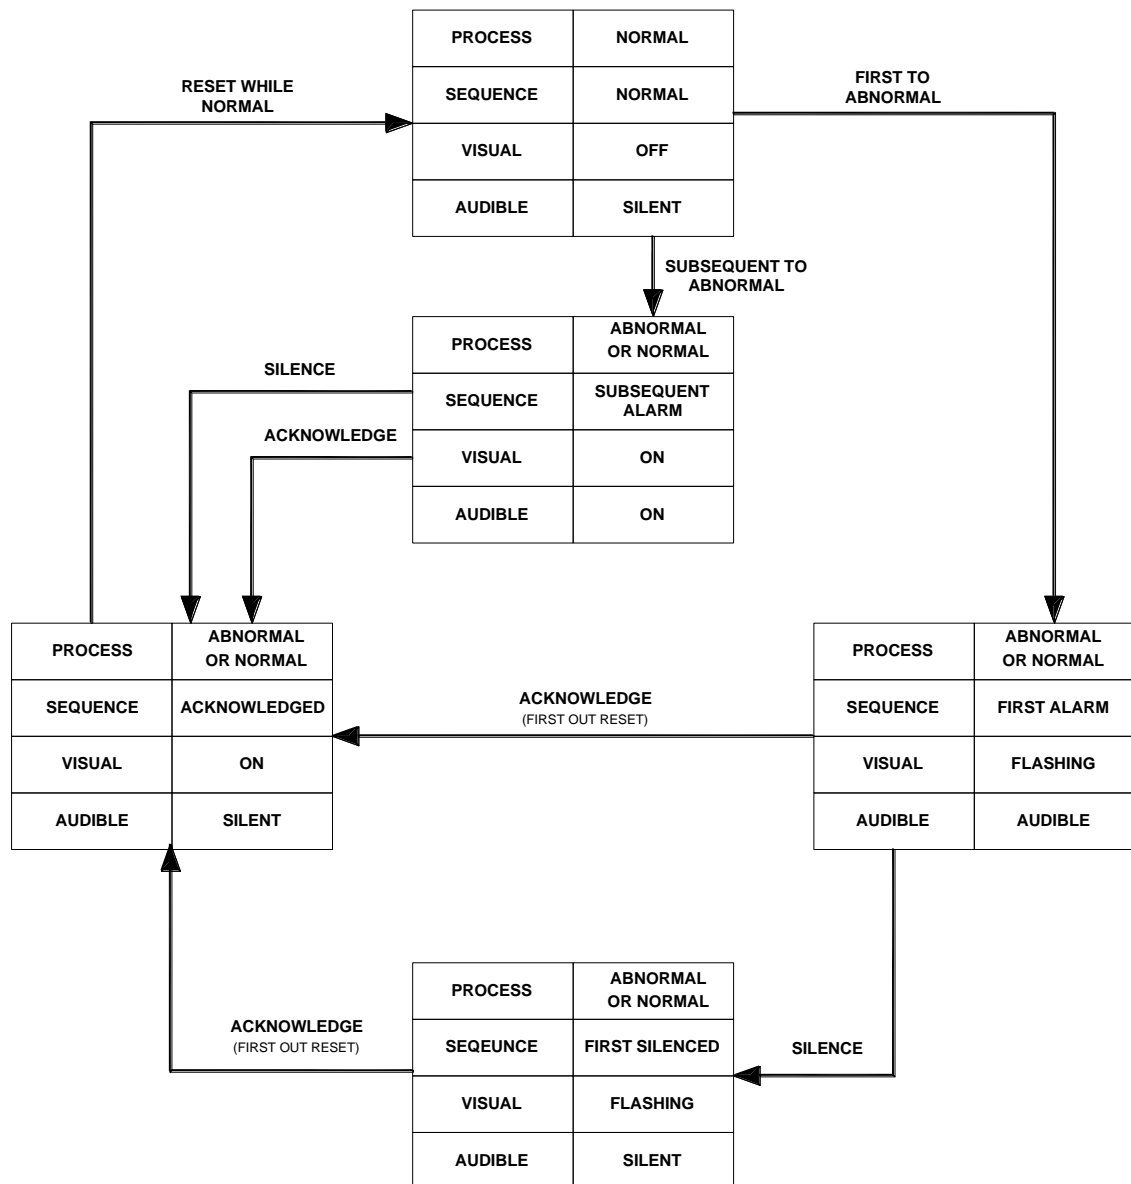 PROCESS NORMAL
RESET WHILE
NORMAL
FIRST TO
ABNORMAL
SEQUENCE NORMAL
VISUAL OFF
AUDIBLE SILENT
SUBSEQUENT TO
ABNORMAL
PROCESS ABNORMAL
OR NORMAL
SILENCE
SEQUENCE SUBSEQUENT
ALARM
ACKNOWLEDGE
VISUAL ON
AUDIBLE ON
PROCESS ABNORMAL
OR NORMAL
SEQUENCE ACKNOWLEDGED
VISUAL ON
AUDIBLE SILENT
ACKNOWLEDGE
(FIRST OUT RESET)
PROCESS ABNORMAL
OR NORMAL
SEQUENCE FIRST ALARM
VISUAL FLASHING
AUDIBLE AUDIBLE
ACKNOWLEDGE
(FIRST OUT RESET)
PROCESS ABNORMAL
OR NORMAL
SEQEUNCE FIRST SILENCED
VISUAL FLASHING
AUDIBLE SILENT
SILENCE